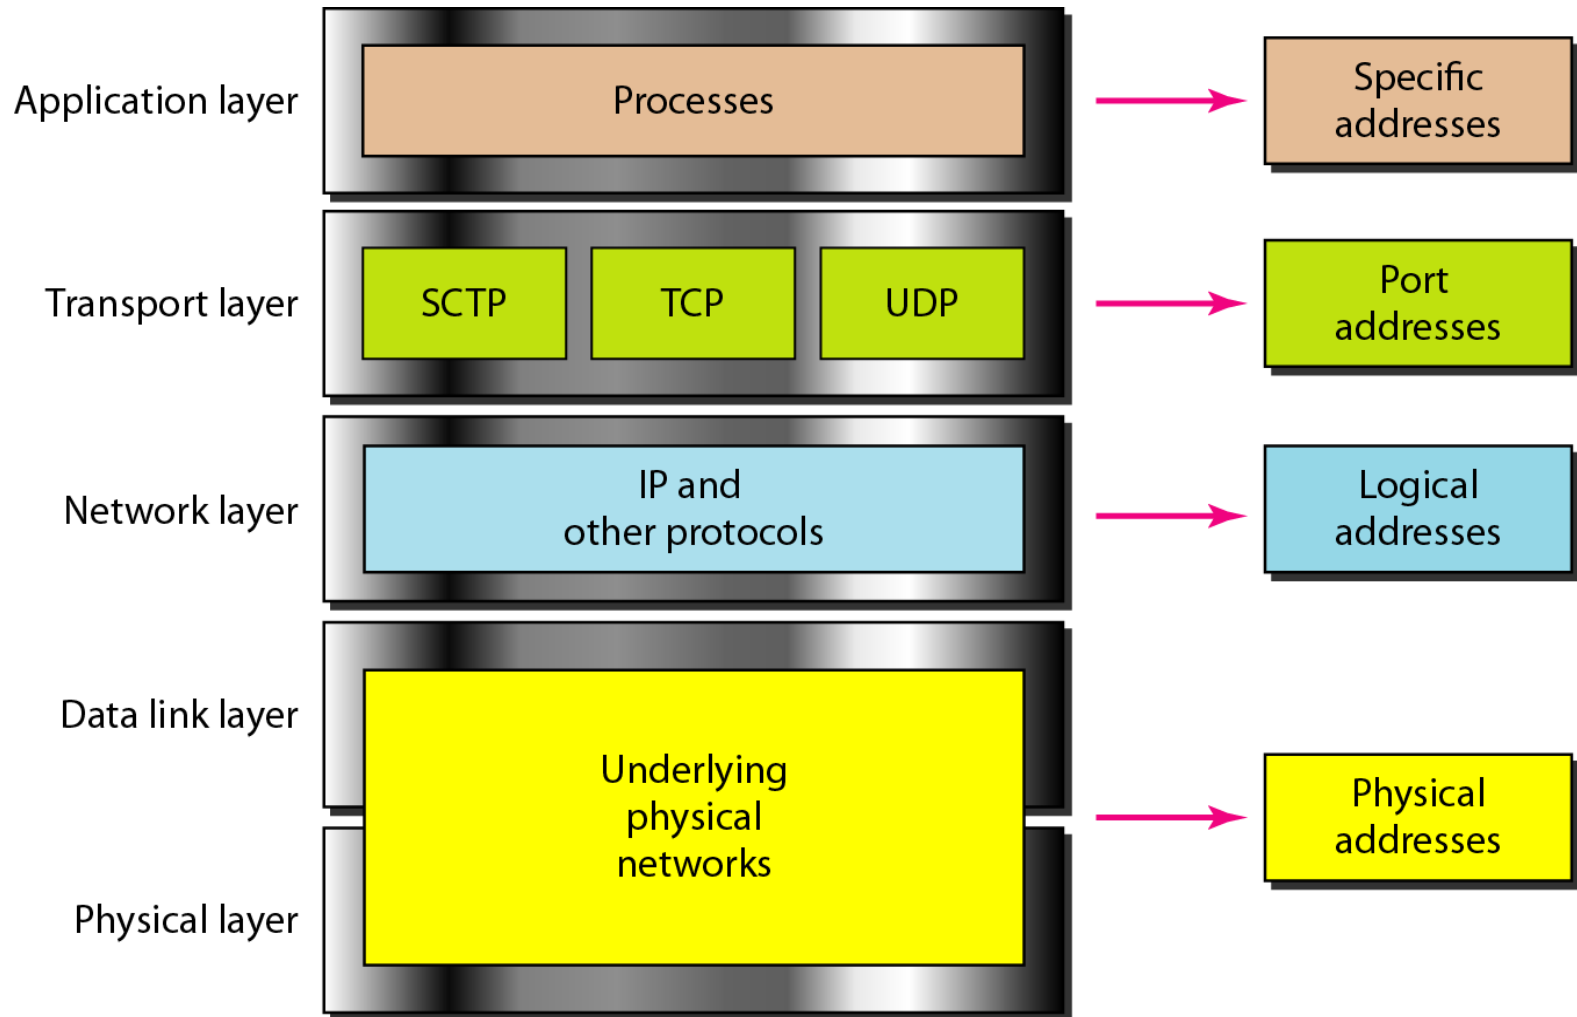 Application layer
Processes
Specific
addresses
Transport layer
SCTP
TCP
UDP
Port
addresses
Network layer
IP and
other protocols
Logical
addresses
Data link layer
Underlying
physical
networks
Physical
addresses
Physical layer